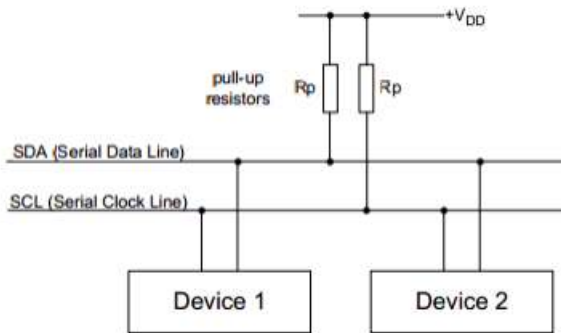 +VDD
pull-up
resistors
Rp
Rp
SDA (Serial Data Line)
SCL (Serial Clock Line)
Device 1
Device 2